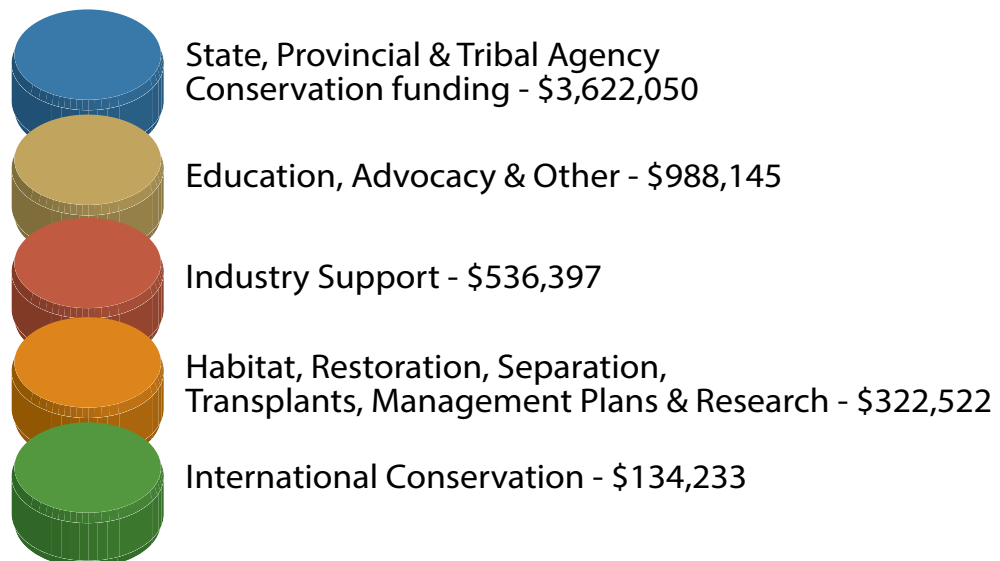 State, Provincial & Tribal Agency
Conservation funding - $3,622,050
Education, Advocacy & Other - $988,145
Industry Support - $536,397
Habitat, Restoration, Separation,
Transplants, Management Plans & Research - $322,522
International Conservation - $134,233